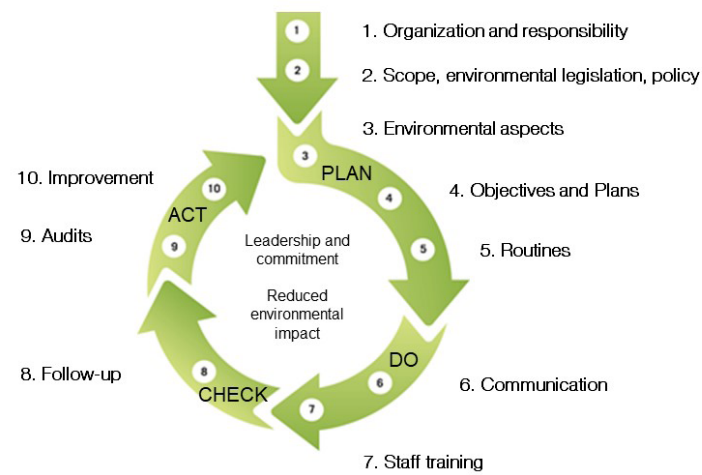 1
1. Organization and responsibility
2
2. Scope, environmental legislation, policy
3. Environmental aspects
3
PLAN
4
4. Objectives and Plans
5
5. Routines
DO
6
6. Communication
7
7. Staff training
8
CHECK
8. Follow-up
9
9. Audits
ACT
10
10. Improvement
Leadership and
commitment
Reduced
environmental
impact